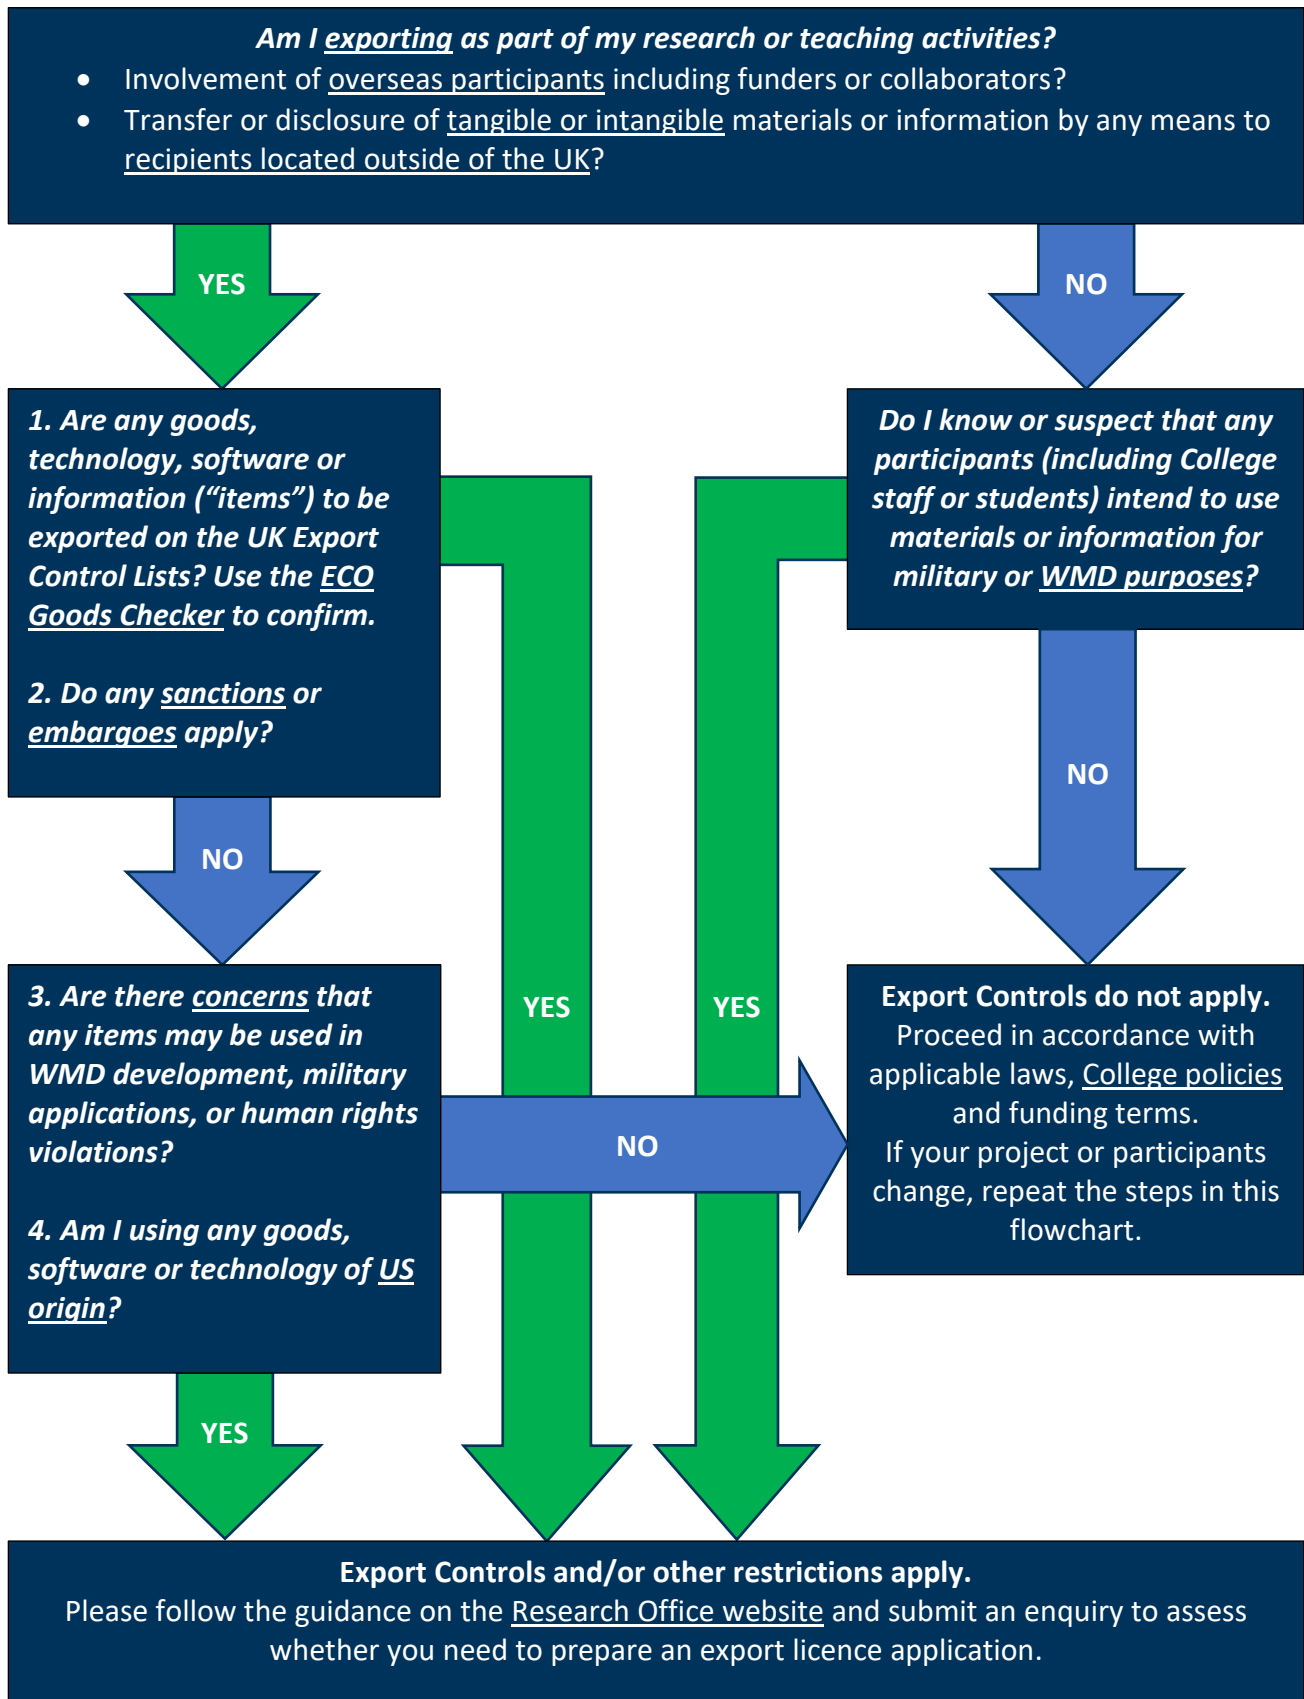 Am I exporting as part of my research or teaching activities?
• Involvement of overseas participants including funders or collaborators?
• Transfer or disclosure of tangible or intangible materials or information by any means to
recipients located outside of the UK?
YES
NO
1. Are any goods,
technology, software or
information (“items”) to be
exported on the UK Export
Control Lists? Use the ECO
Goods Checker to confirm.
2. Do any sanctions or
embargoes apply?
Do I know or suspect that any
participants (including College
staff or students) intend to use
materials or information for
military or WMD purposes?
NO
NO
3. Are there concerns that
any items may be used in
WMD development, military
applications, or human rights
violations?
4. Am I using any goods,
software or technology of US
origin?
YES
YES
NO
Export Controls do not apply.
Proceed in accordance with
applicable laws, College policies
and funding terms.
If your project or participants
change, repeat the steps in this
flowchart.
YES
Export Controls and/or other restrictions apply.
Please follow the guidance on the Research Office website and submit an enquiry to assess
whether you need to prepare an export licence application.